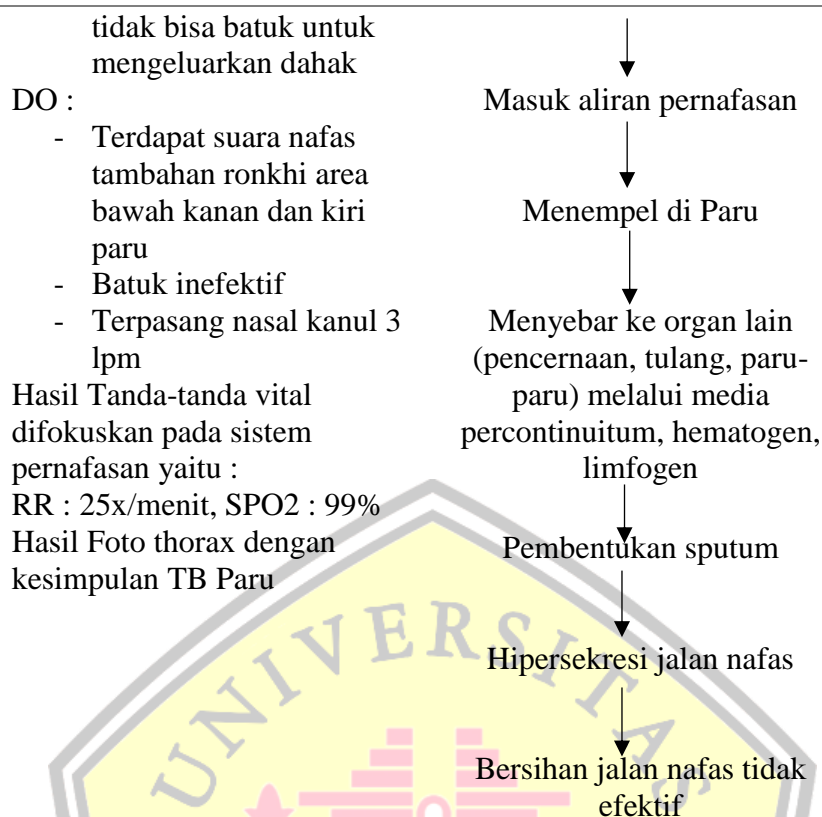 tidak bisa batuk untuk
mengeluarkan dahak
DO :
- Terdapat suara nafas
tambahan ronkhi area
bawah kanan dan kiri
paru
- Batuk inefektif
- Terpasang nasal kanul 3
lpm
Hasil Tanda-tanda vital
difokuskan pada sistem
pernafasan yaitu :
RR : 25x/menit, SPO2 : 99%
Hasil Foto thorax dengan
kesimpulan TB Paru
Masuk aliran pernafasan
Menempel di Paru
Menyebar ke organ lain
(pencernaan, tulang, paru-
paru) melalui media
percontinuitum, hematogen,
limfogen
Pembentukan sputum
Hipersekresi jalan nafas
Bersihan jalan nafas tidak
efektif
UNIVERSITAS